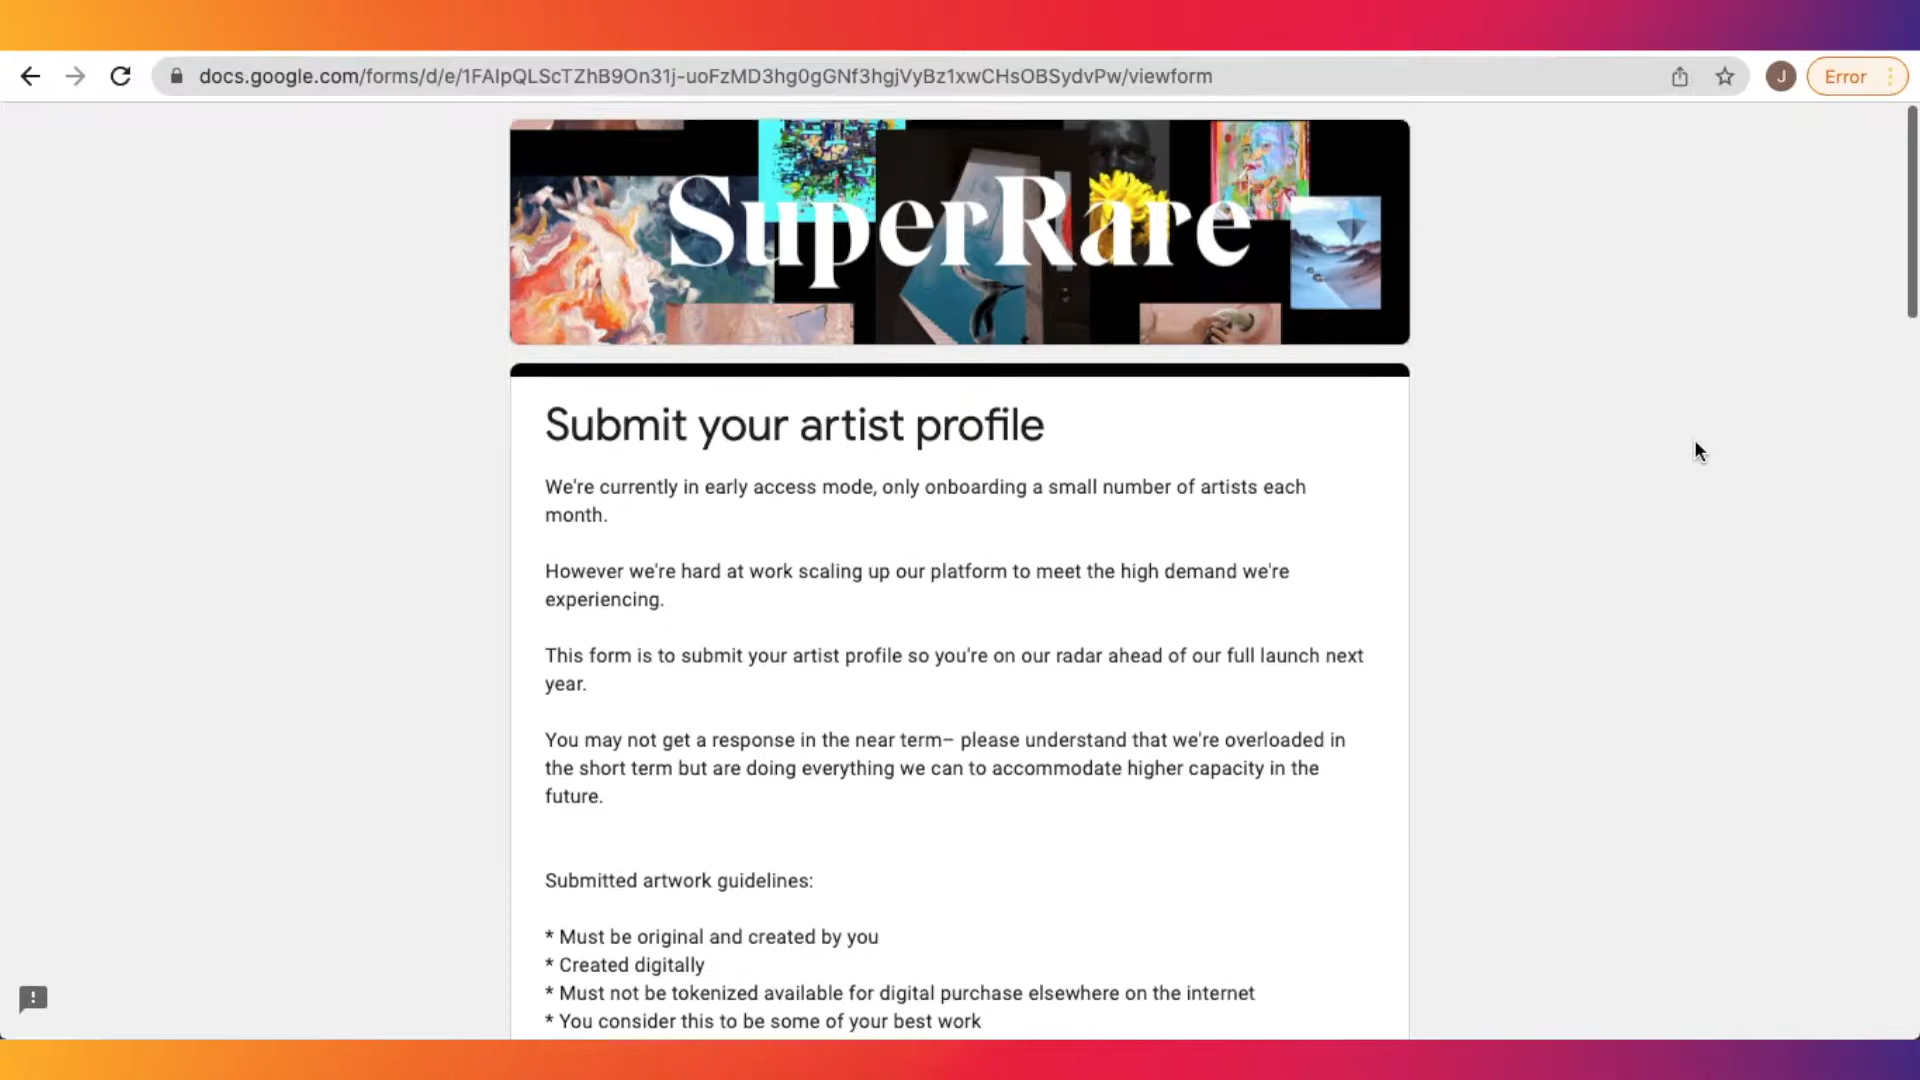 docs.google.com/forms/d/e/1FAIpQLScTZhB9On31j-uoFzMD3hg0gGNf3hgjVyBz1xwCHsOBSydvPw/viewform
J
Error
SuperRare
Submit your artist profile
We're currently in early access mode, only onboarding a small number of artists each
month.
However we're hard at work scaling up our platform to meet the high demand we're
experiencing.
This form is to submit your artist profile so you're on our radar ahead of our full launch next
year.
You may not get a response in the near term– please understand that we're overloaded in
the short term but are doing everything we can to accommodate higher capacity in the
future.
Submitted artwork guidelines:
* Must be original and created by you
* Created digitally
* Must not be tokenized available for digital purchase elsewhere on the internet
* You consider this to be some of your best work